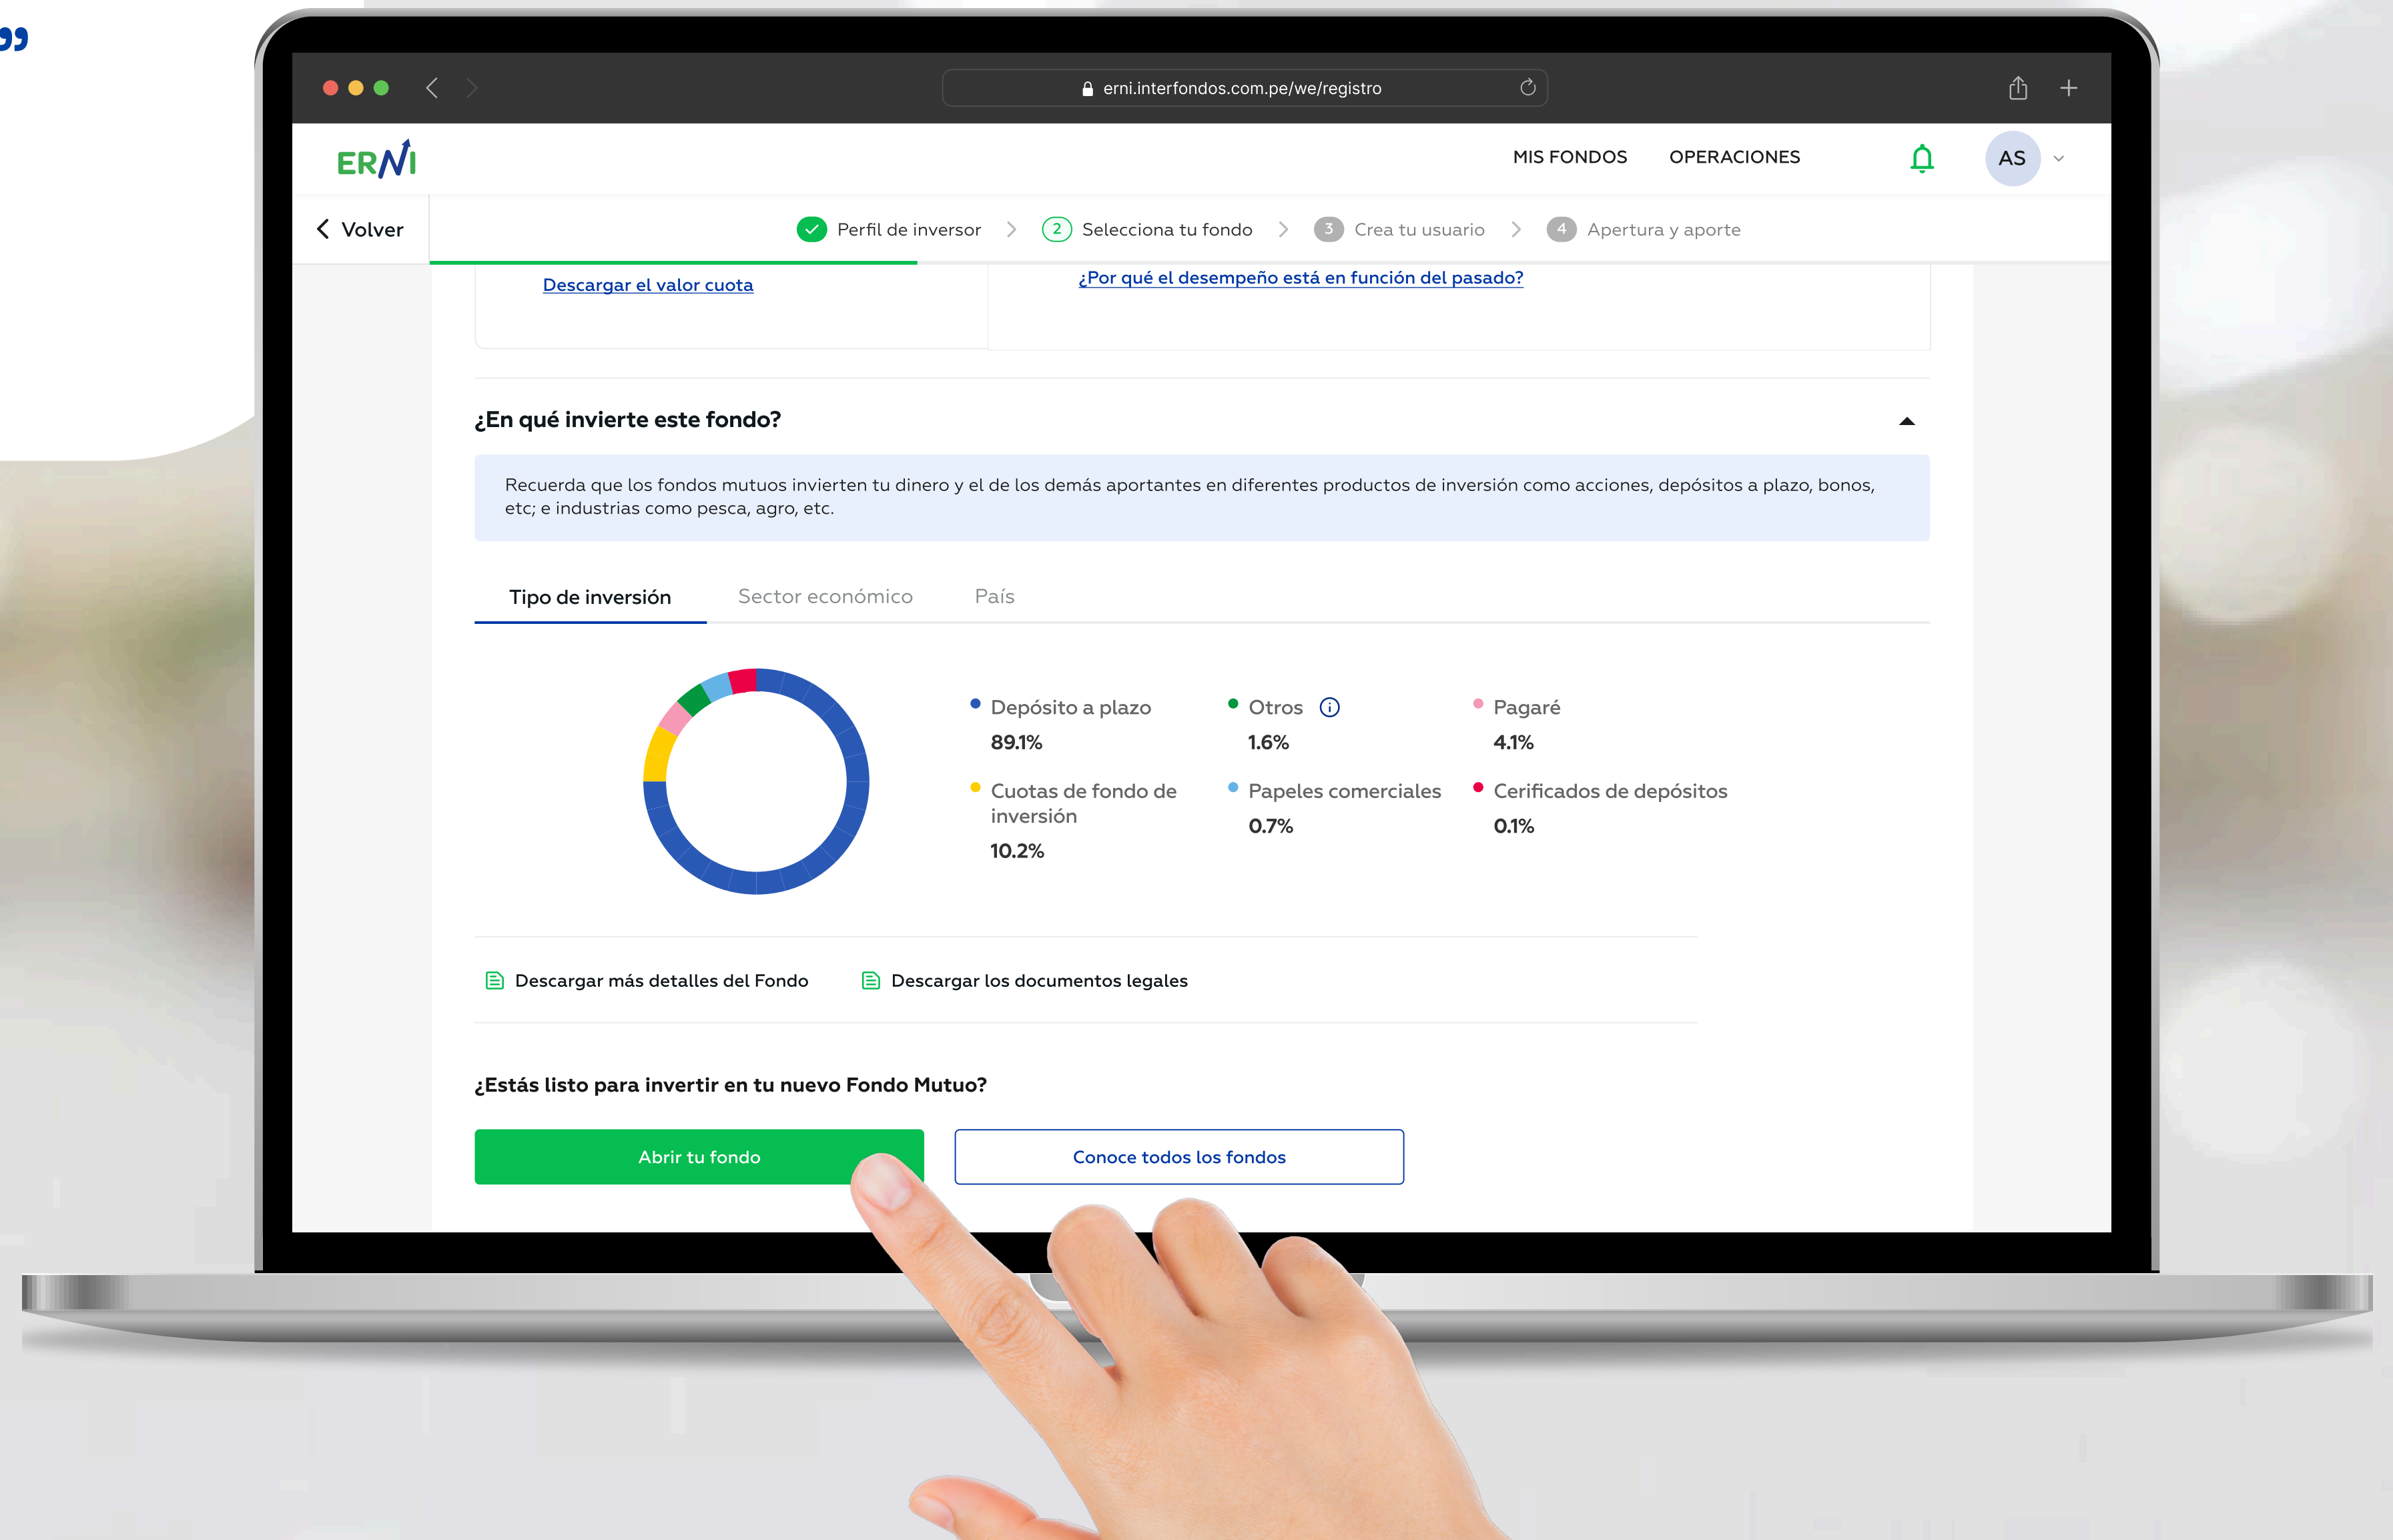 ”
erni.interfondos.com.pe/we/registro
ERNI
MIS FONDOS
OPERACIONES
AS
Volver
Perfil de inversor
2 Selecciona tu fondo
3 Crea tu usuario
4 Apertura y aporte
Descargar el valor cuota
¿Por qué el desempeño está en función del pasado?
¿En qué invierte este fondo?
Recuerda que los fondos mutuos invierten tu dinero y el de los demás aportantes en diferentes productos de inversión como acciones, depósitos a plazo, bonos,
etc; e industrias como pesca, agro, etc.
Tipo de inversión
Sector económico
País
Depósito a plazo
89.1%
Otros
1.6%
Pagaré
4.1%
Cuotas de fondo de
inversión
10.2%
Papeles comerciales
0.7%
Cerificados de depósitos
0.1%
Descargar más detalles del Fondo
Descargar los documentos legales
¿Estás listo para invertir en tu nuevo Fondo Mutuo?
Abrir tu fondo
Conoce todos los fondos